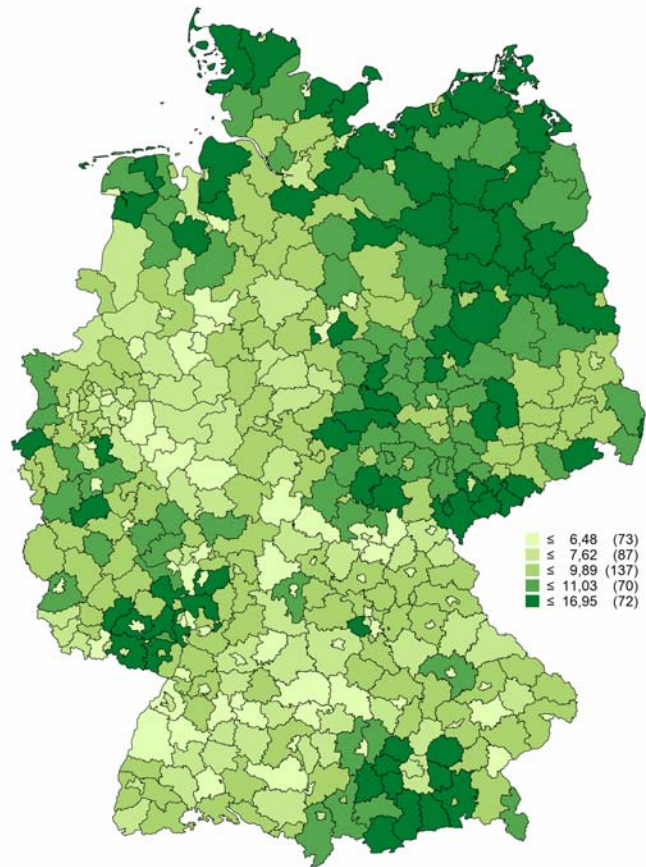 ≤ 6,48 (73)
≤ 7,62 (87)
≤ 9,89 (137)
≤ 11,03 (70)
≤ 16,95 (72)